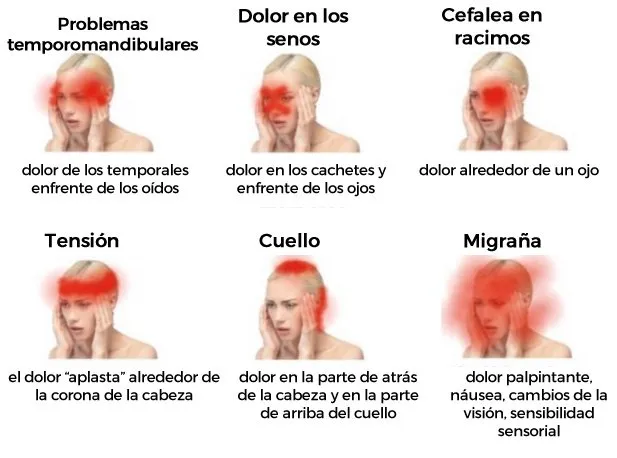 Problemas
temporomandibulares
Dolor en los
senos
Cefalea en
racimos
dolor de los temporales
enfrente de los oídos
dolor en los cachetes y
enfrente de los ojos
dolor alrededor de un ojo
Tensión
Cuello
Migraña
el dolor “aplasta” alrededor de
la corona de la cabeza
dolor en la parte de atrás
de la cabeza y en la parte
de arriba del cuello
dolor palpintante,
náusea, cambios de la
visión, sensibilidad
sensorial